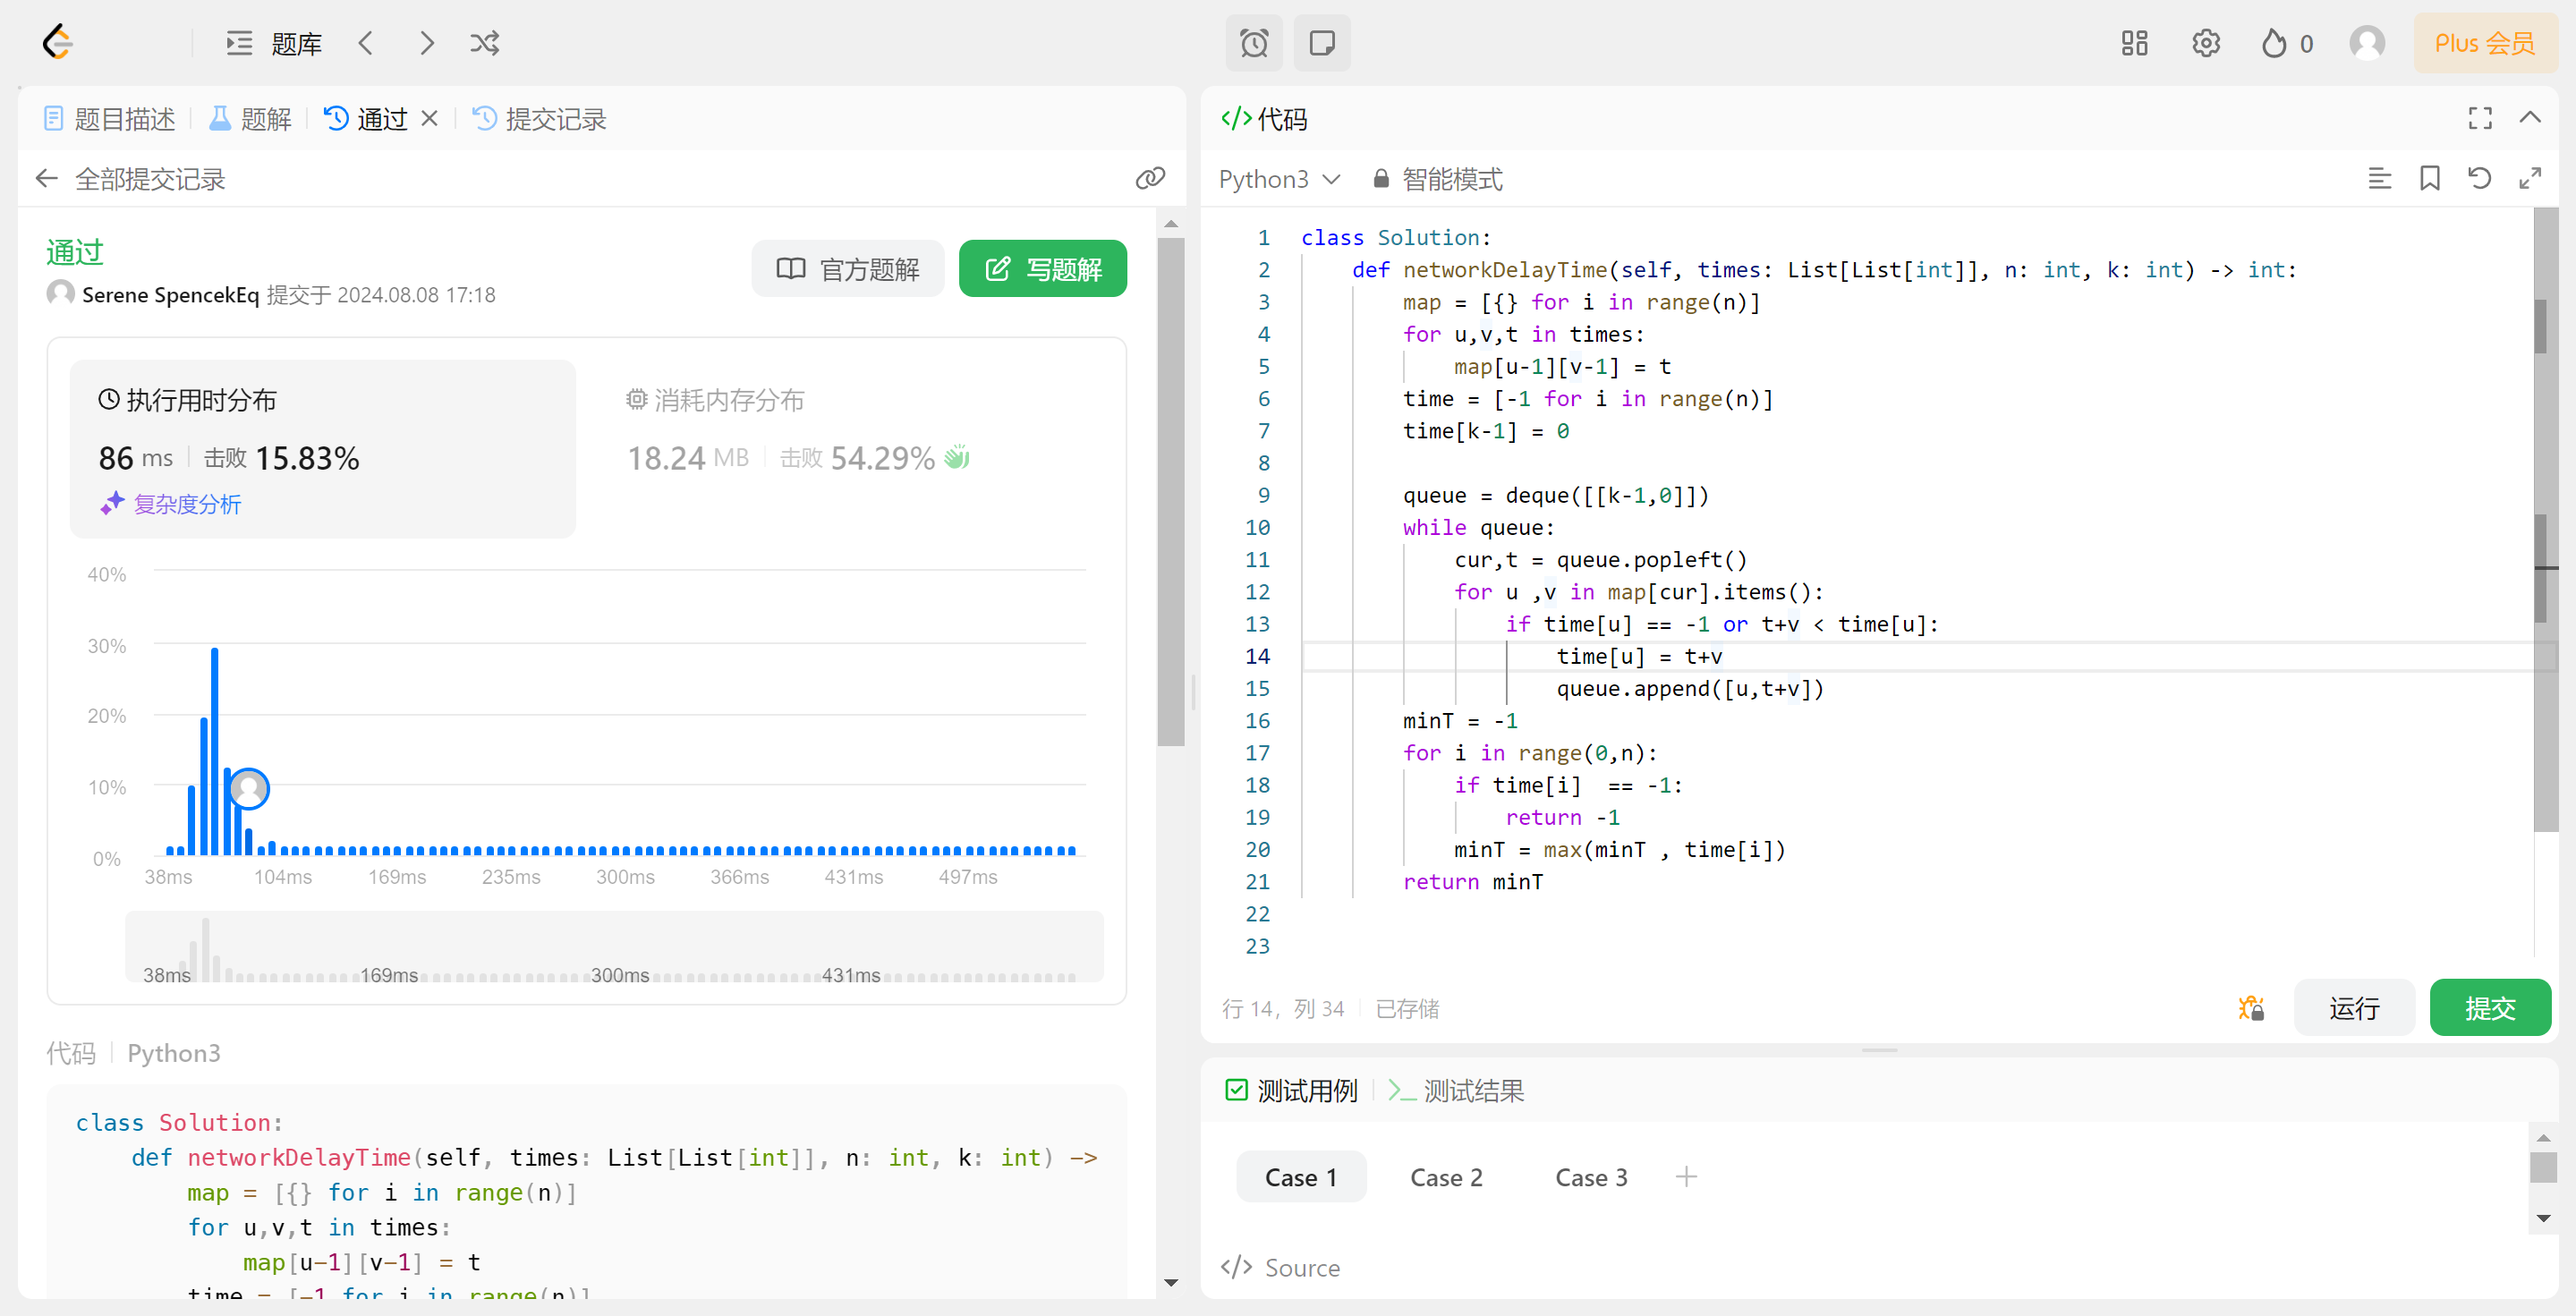 题库
0
Plus 会员
题目描述
题解
通过
提交记录
全部提交记录
通过
Serene SpencekEq 提交于 2024.08.08 17:18
官方题解
写题解
执行用时分布
86 ms 击败 15.83%
复杂度分析
消耗内存分布
18.24 MB 击败 54.29%
40%
30%
20%
10%
0%
38ms 104ms 169ms 235ms 300ms 366ms 431ms 497ms
38ms 169ms 300ms 431ms
代码 Python3
class Solution:
    def networkDelayTime(self, times: List[List[int]], n: int, k: int) ->
        map = [{} for i in range(n)]
        for u,v,t in times:
            map[u-1][v-1] = t
        time = [-1 for i in range(n)]
代码
Python3 智能模式
1 class Solution:
2     def networkDelayTime(self, times: List[List[int]], n: int, k: int) -> int:
3         map = [{} for i in range(n)]
4         for u,v,t in times:
5             map[u-1][v-1] = t
6         time = [-1 for i in range(n)]
7         time[k-1] = 0
8
9         queue = deque([[k-1,0]])
10         while queue:
11             cur,t = queue.popleft()
12             for u ,v in map[cur].items():
13                 if time[u] == -1 or t+v < time[u]:
14                     time[u] = t+v
15                     queue.append([u,t+v])
16         minT = -1
17         for i in range(0,n):
18             if time[i]  == -1:
19                 return -1
20             minT = max(minT , time[i])
21         return minT
22
23
行 14, 列 34 已存储
运行
提交
测试用例
测试结果
Case 1 Case 2 Case 3 +
Source